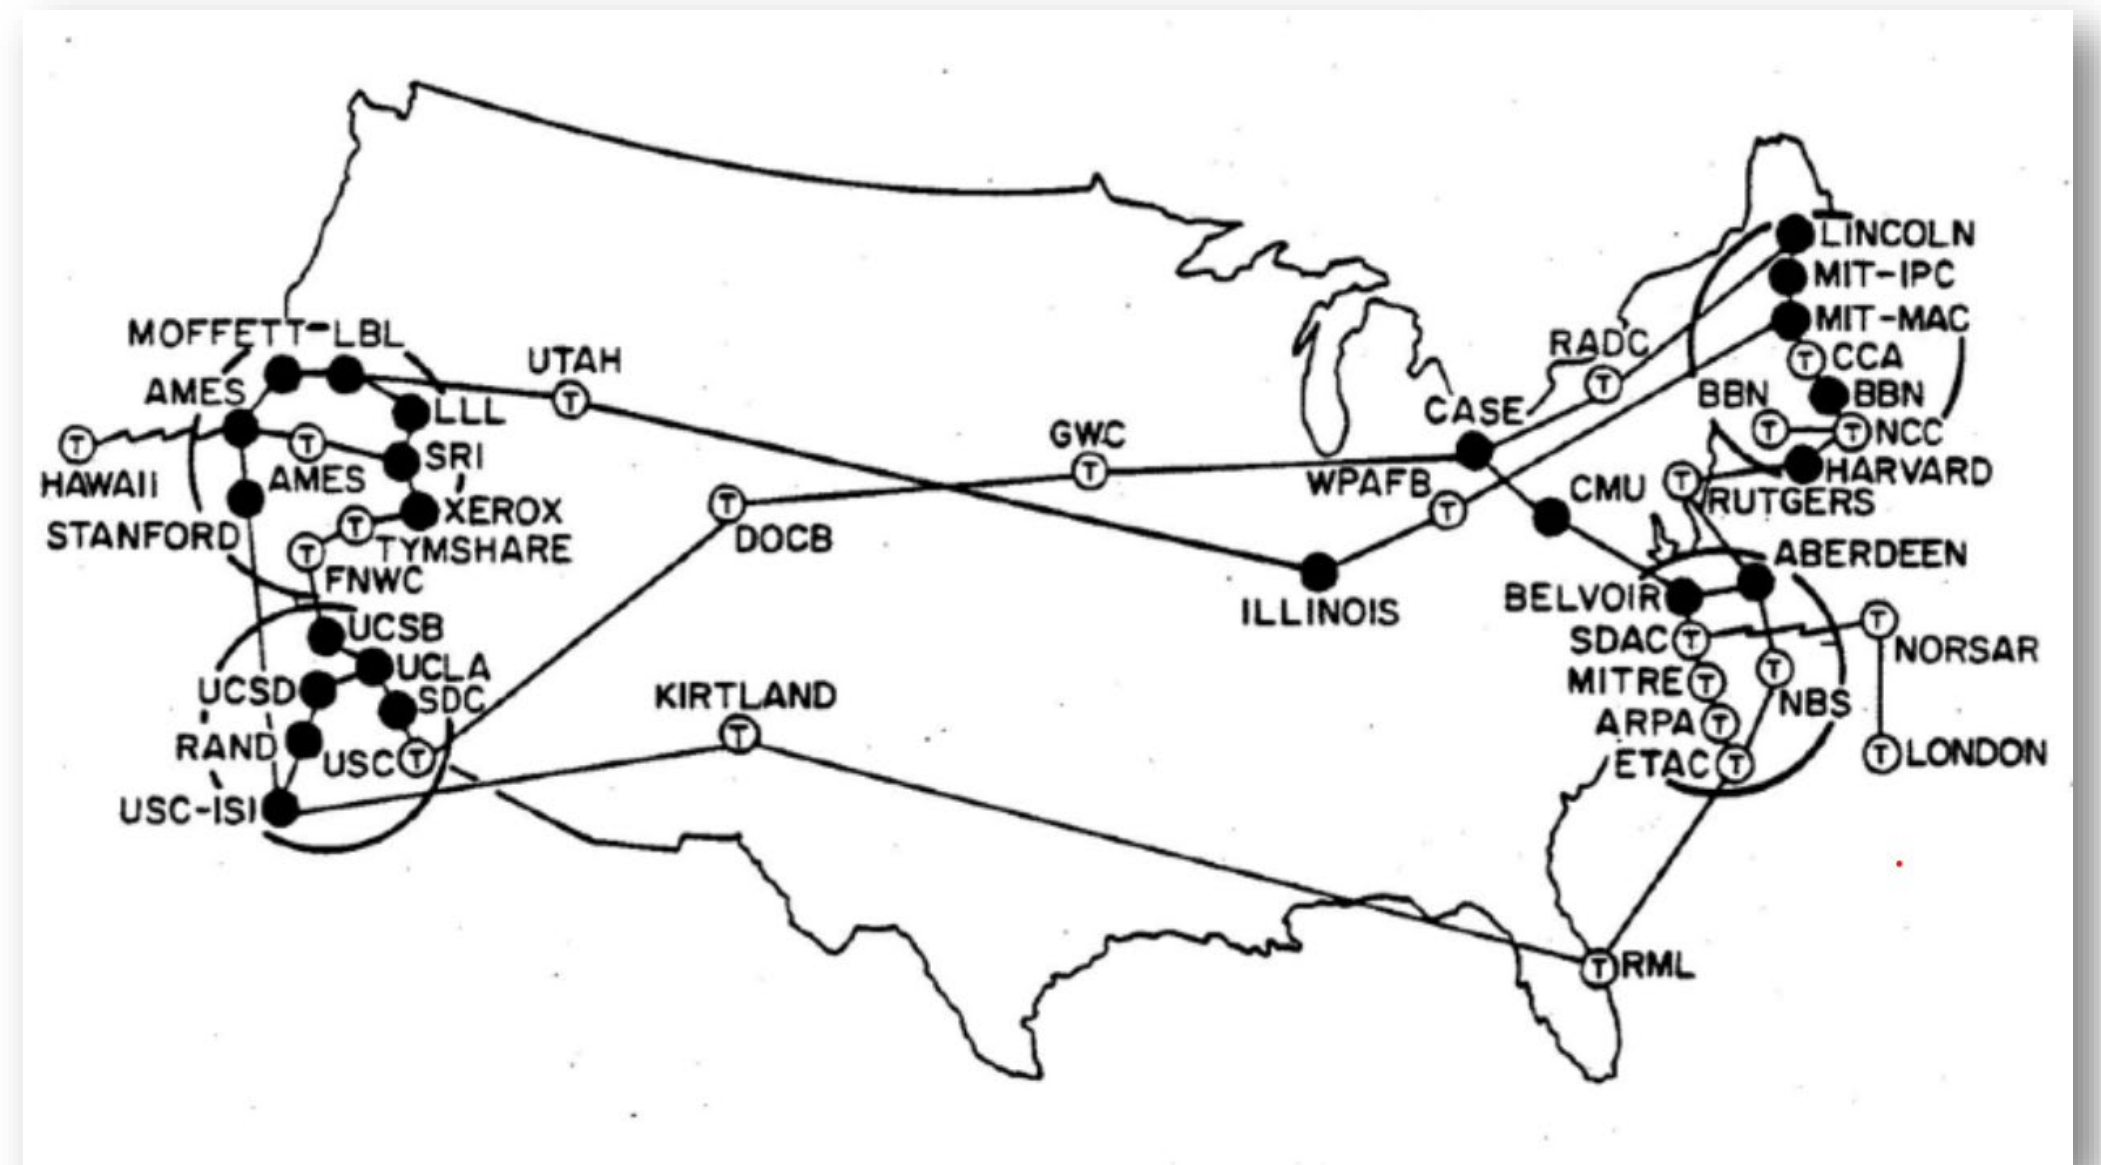 LINCOLN
MIT-IPC
MOFFETT-LBL
MIT-MAC
RADC
UTAH
T CCA
AMES
T
T
BBN
BBN
LLL
CASE
T
T
T NCC
HAWAII
AMES
SRI
GWC
T
WPAFB
T
CMU
T
HARVARD
RUTGERS
STANFORD
XEROX
T
TYMSHARE
T
DOCB
T
FNWC
ABERDEEN
ILLINOIS
BELVOIR
UCSB
SDAC T
T
NORSAR
UCLA
UCSD
SDC
KIRTLAND
T
MITRE T
T
NBS
RAND
USC T
ARPA T
ETAC T
T LONDON
USC-ISI
T RML